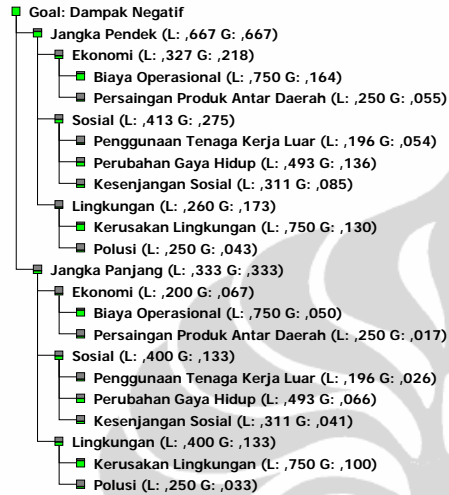 Goal: Dampak Negatif
Jangka Pendek (L: ,667 G: ,667)
Ekonomi (L: ,327 G: ,218)
Biaya Operasional (L: ,750 G: ,164)
Persaingan Produk Antar Daerah (L: ,250 G: ,055)
Sosial (L: ,413 G: ,275)
Penggunaan Tenaga Kerja Luar (L: ,196 G: ,054)
Perubahan Gaya Hidup (L: ,493 G: ,136)
Kesenjangan Sosial (L: ,311 G: ,085)
Lingkungan (L: ,260 G: ,173)
Kerusakan Lingkungan (L: ,750 G: ,130)
Polusi (L: ,250 G: ,043)
Jangka Panjang (L: ,333 G: ,333)
Ekonomi (L: ,200 G: ,067)
Biaya Operasional (L: ,750 G: ,050)
Persaingan Produk Antar Daerah (L: ,250 G: ,017)
Sosial (L: ,400 G: ,133)
Penggunaan Tenaga Kerja Luar (L: ,196 G: ,026)
Perubahan Gaya Hidup (L: ,493 G: ,066)
Kesenjangan Sosial (L: ,311 G: ,041)
Lingkungan (L: ,400 G: ,133)
Kerusakan Lingkungan (L: ,750 G: ,100)
Polusi (L: ,250 G: ,033)